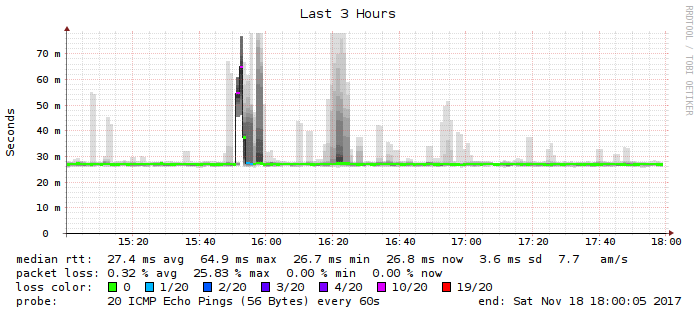 Last 3 Hours
RRDTOOL / TOBI OETIKER
Seconds
70 m
60 m
50 m
40 m
30 m
20 m
10 m
0
15:20 15:40 16:00 16:20 16:40 17:00 17:20 17:40 18:00
median rtt: 27.4 ms avg 64.9 ms max 26.7 ms min 26.8 ms now 3.6 ms sd 7.7 am/s
packet loss: 0.32 % avg 25.83 % max 0.00 % min 0.00 % now
loss color: 0 1/20 2/20 3/20 4/20 10/20 19/20
probe: 20 ICMP Echo Pings (56 Bytes) every 60s end: Sat Nov 18 18:00:05 2017